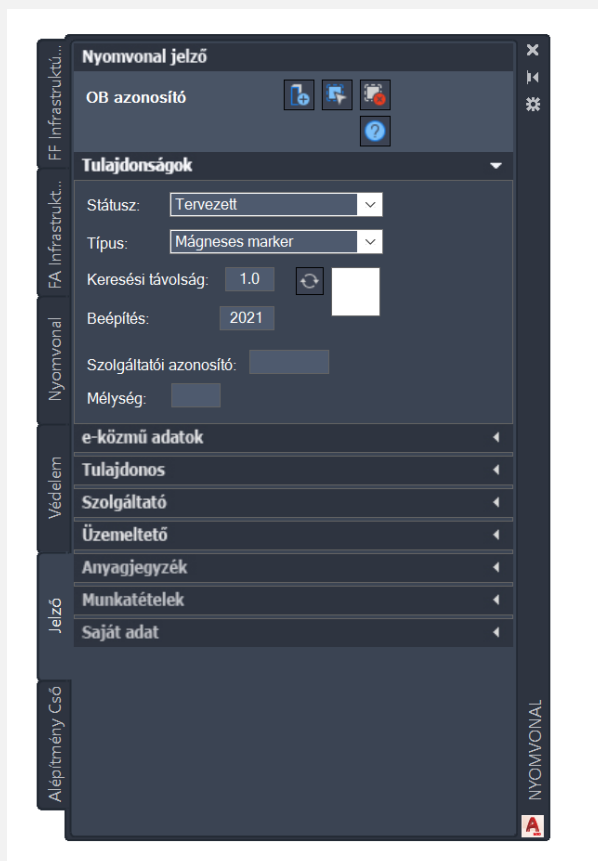 Nyomvonal jelző
OB azonosító
Tulajdonságok
Státusz: Tervezett
Típus: Mágneses marker
Keresési távolság: 1.0
Beépítés: 2021
Szolgáltatói azonosító:
Mélység:
e-közmű adatok
Tulajdonos
Szolgáltató
Üzemeltető
Anyagjegyzék
Munkatételek
Saját adat
FF Infrastruktú...
FA Infrastrukt...
Nyomvonal
Védelem
Jelző
Alépítmény Cső
NYOMVONAL
A